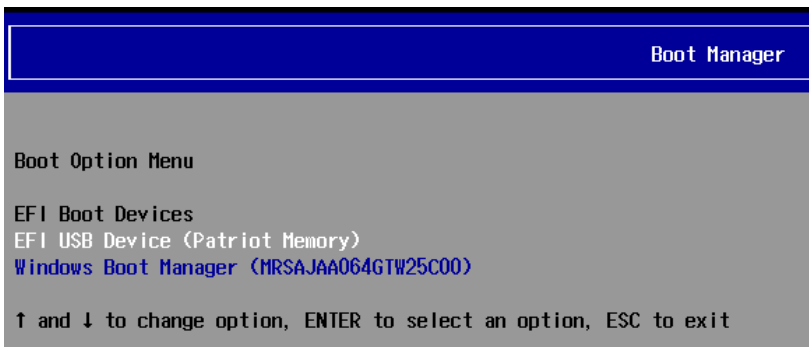 Boot Manager
Boot Option Menu
EFI Boot Devices
EFI USB Device (Patriot Memory)
Windows Boot Manager (MRSAJAA064GTW25C00)
↑ and ↓ to change option, ENTER to select an option, ESC to exit